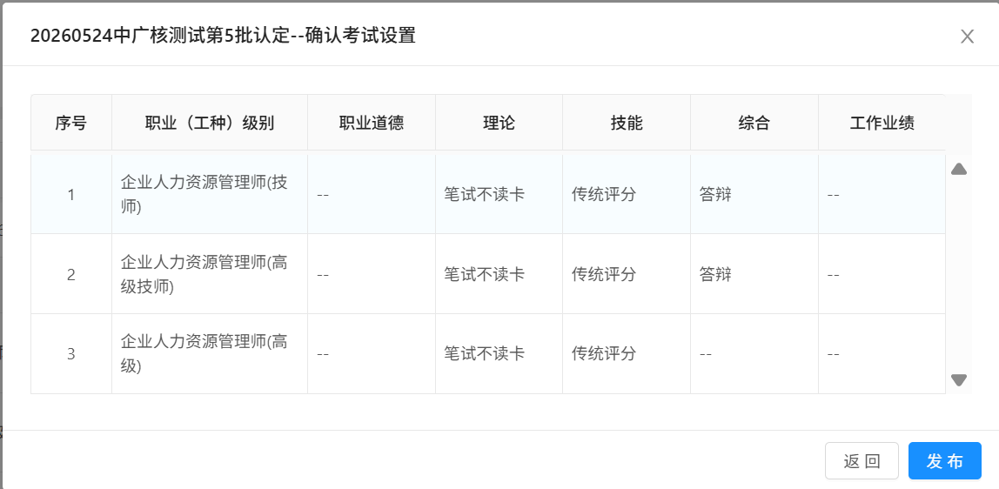 20260524中广核测试第5批认定--确认考试设置
序号 职业（工种）级别 职业道德 理论 技能 综合 工作业绩
1 企业人力资源管理师(技 -- 笔试不读卡 传统评分 答辩 --
师)
2 企业人力资源管理师(高 -- 笔试不读卡 传统评分 答辩 --
级技师)
3 企业人力资源管理师(高 -- 笔试不读卡 传统评分 -- --
级)
返 回 发 布